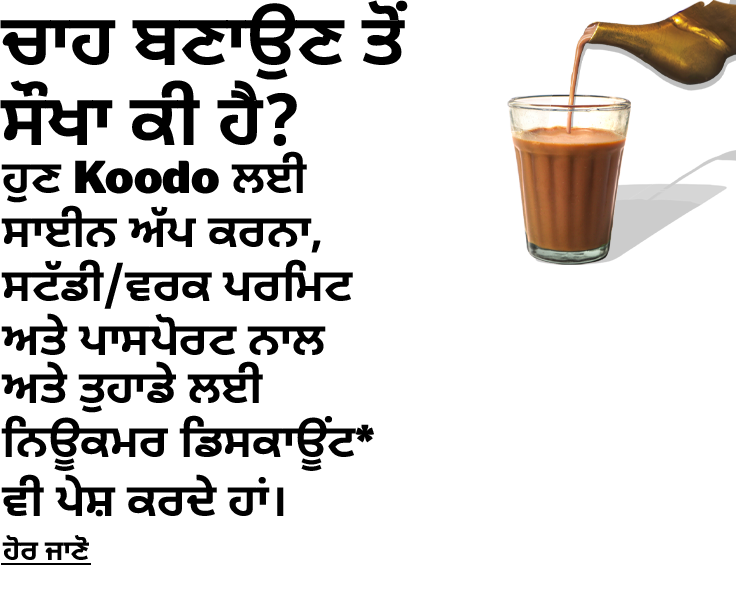 ਚਾਹ ਬਣਾਉਣ ਤੋਂ
ਸੌਖਾ ਕੀ ਹੈ?
ਹੁਣ Koodo ਲਈ
ਸਾਈਨ ਅੱਪ ਕਰਨਾ,
ਸਟੱਡੀ/ਵਰਕ ਪਰਮਿਟ
ਅਤੇ ਪਾਸਪੋਰਟ ਨਾਲ
ਅਤੇ ਤੁਹਾਡੇ ਲਈ
ਨਿਊਕਮਰ ਡਿਸਕਾਊਂਟ*
ਵੀ ਪੇਸ਼ ਕਰਦੇ ਹਾਂ।
ਹੋਰ ਜਾਣੋ